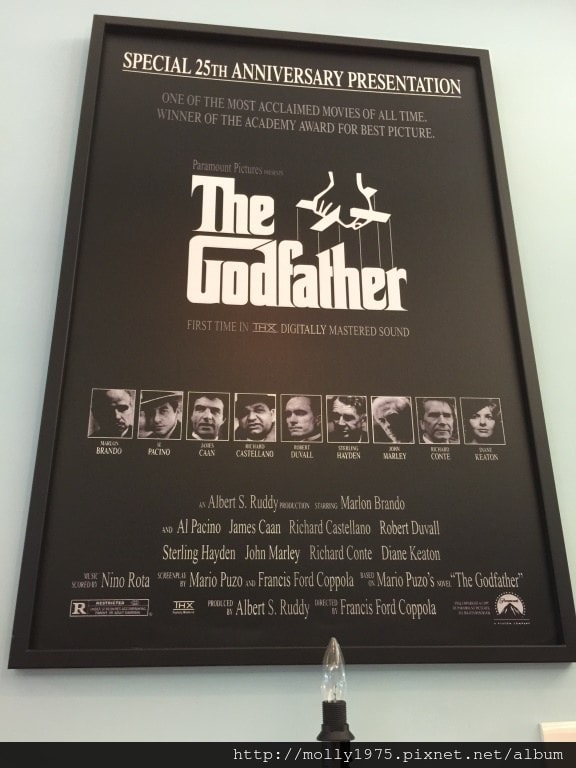 SPECIAL 25TH ANNIVERSARY PRESENTATION
ONE OF THE MOST ACCLAIMED MOVIES OF ALL TIME.
WINNER OF THE ACADEMY AWARD FOR BEST PICTURE.
Paramount Pictures PRESENTS
The
Godfather
FIRST TIME IN THX DIGITALLY MASTERED SOUND
MARLON BRANDO
AL PACINO
JAMES CAAN
RICHARD CASTELLANO
ROBERT DUVALL
STERLING HAYDEN
JOHN MARLEY
RICHARD CONTE
DIANE KEATON
AN Albert S. Ruddy PRODUCTION STARRING Marlon Brando
AND Al Pacino James Caan Richard Castellano Robert Duvall
Sterling Hayden John Marley Richard Conte Diane Keaton
MUSIC SCORED BY Nino Rota SCREENPLAY BY Mario Puzo AND Francis Ford Coppola BASED ON Mario Puzo's NOVEL "The Godfather"
R RESTRICTED THX PRODUCED BY Albert S. Ruddy DIRECTED BY Francis Ford Coppola Paramount
http://molly1975.pixnet.net/album